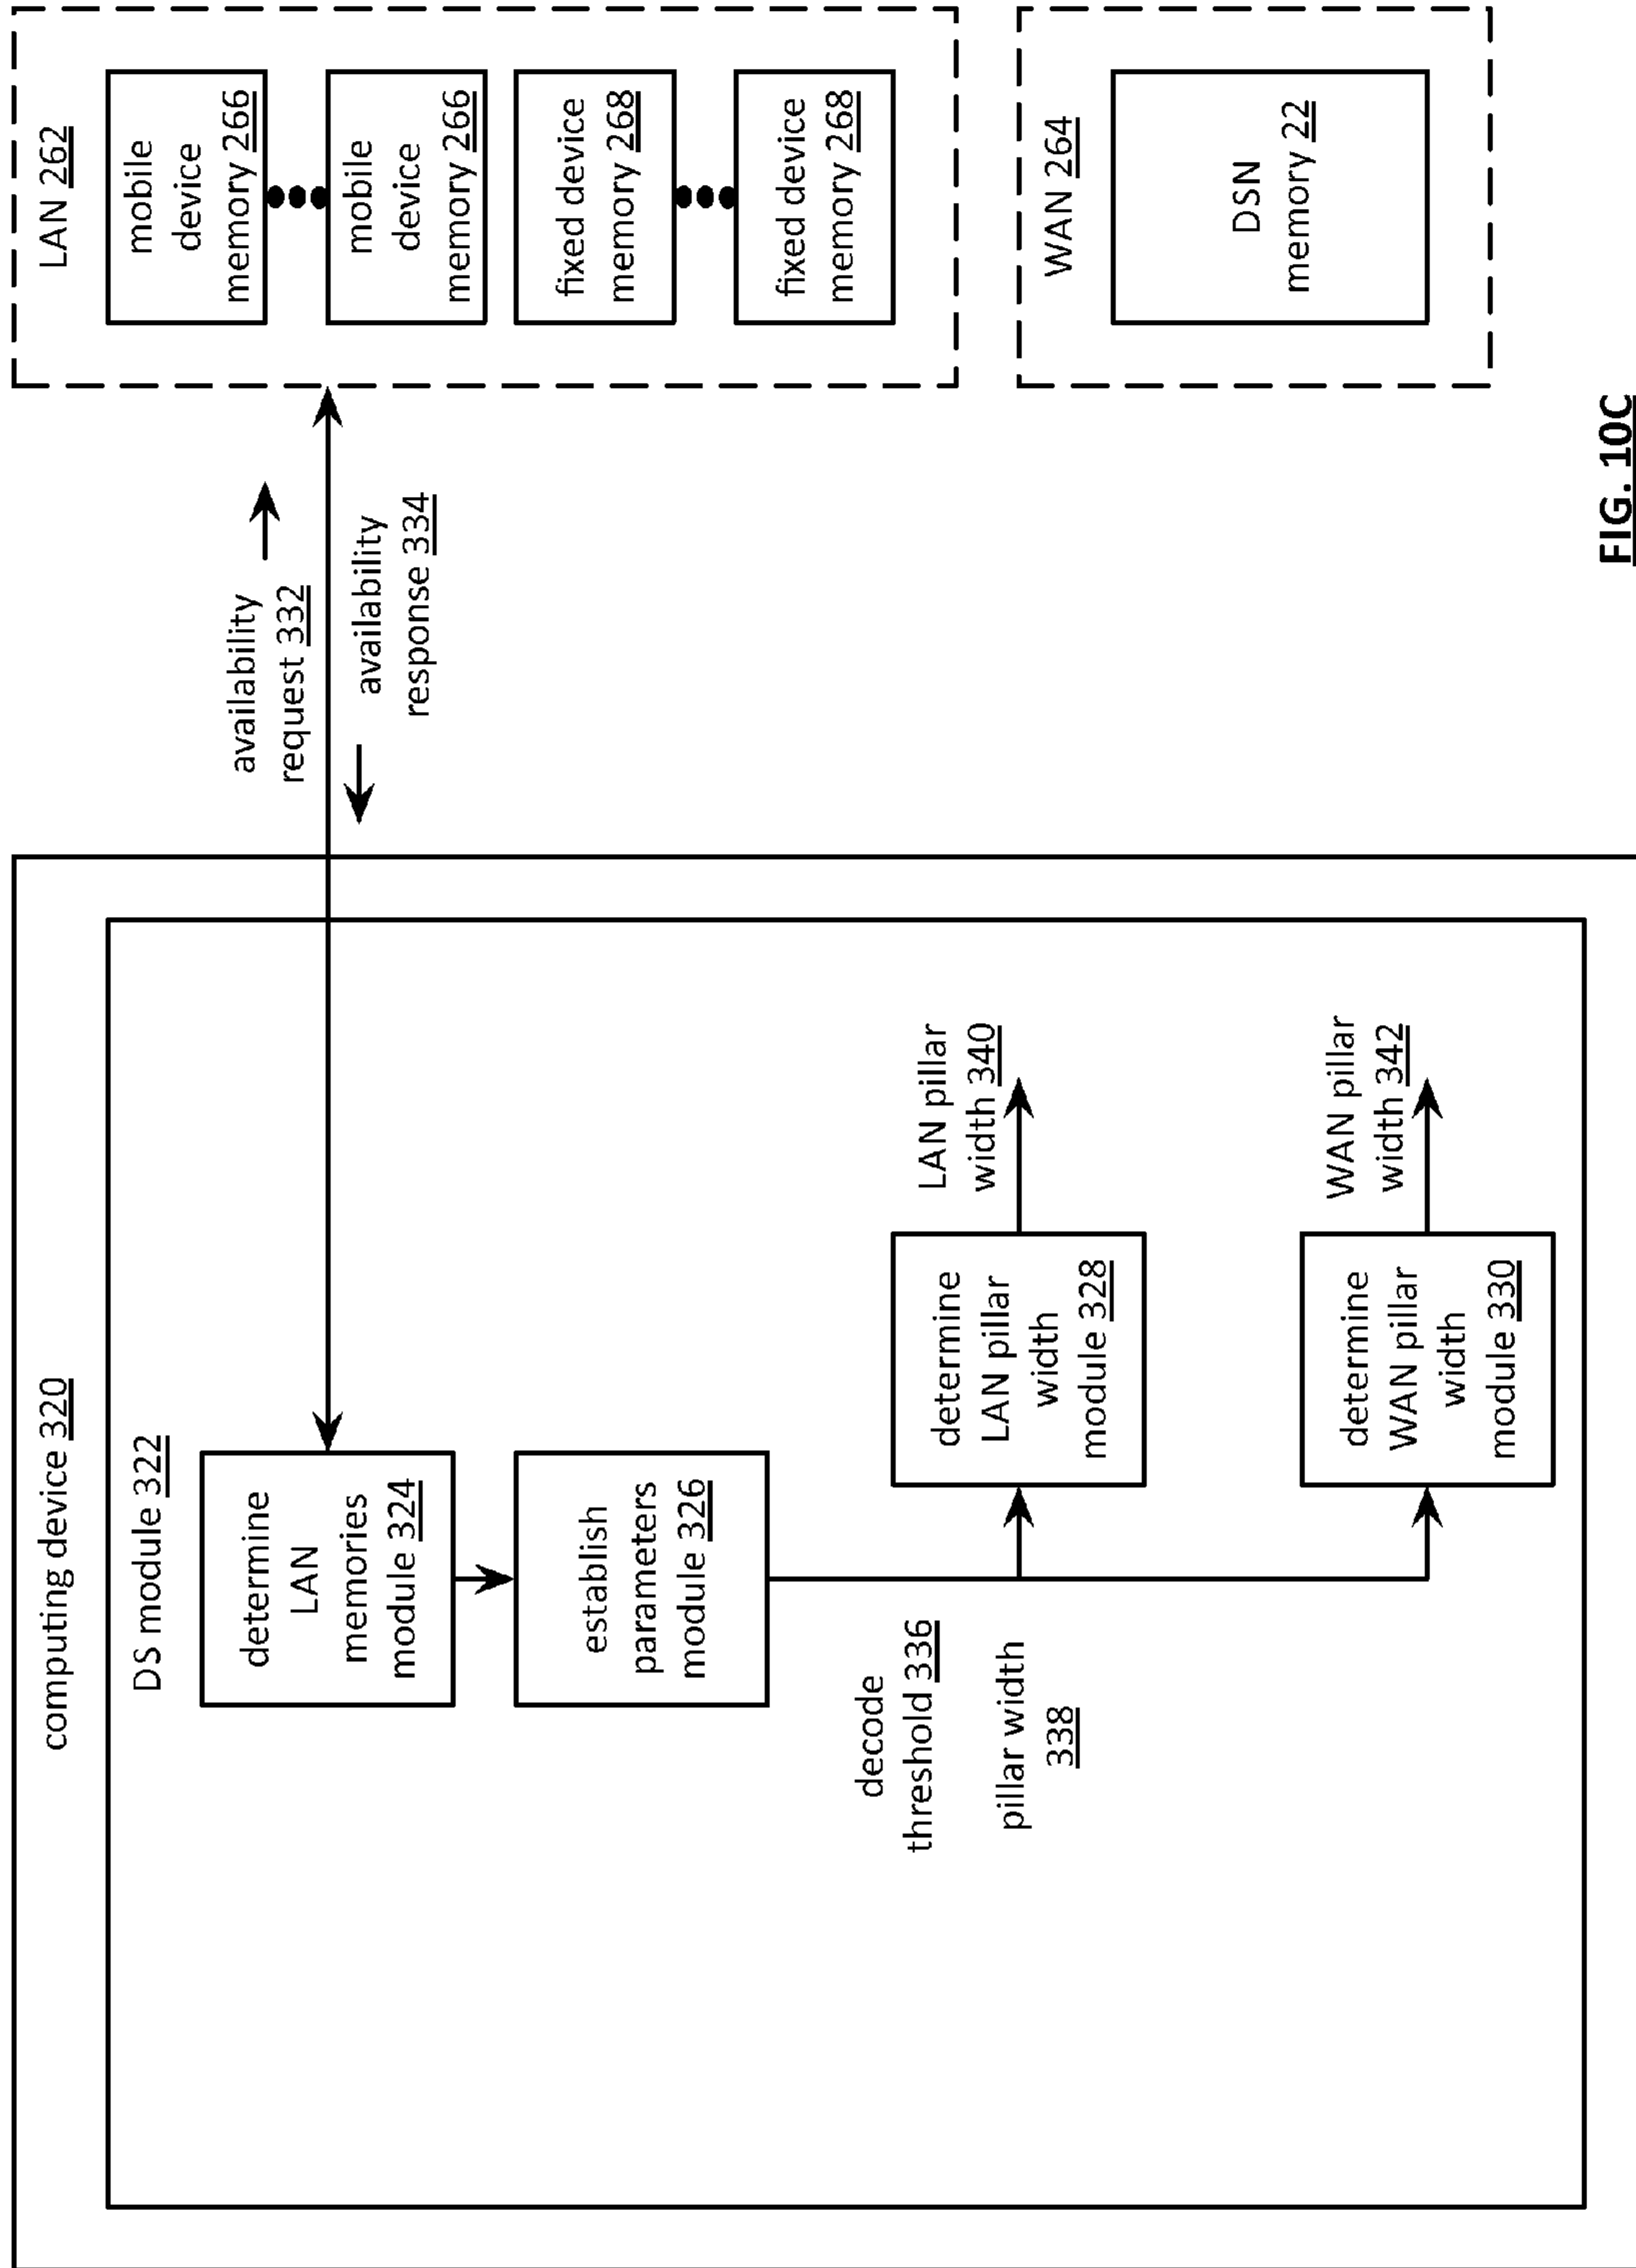 computing device 320
DS module 322
determine
LAN
memories
module 324
establish
parameters
module 326
decode
threshold 336
pillar width
338
determine
LAN pillar
width
module 328
LAN pillar
width 340
determine
WAN pillar
width
module 330
WAN pillar
width 342
availability
request 332
availability
response 334
LAN 262
mobile
device
memory 266
mobile
device
memory 266
fixed device
memory 268
fixed device
memory 268
WAN 264
DSN
memory 22
FIG. 10C